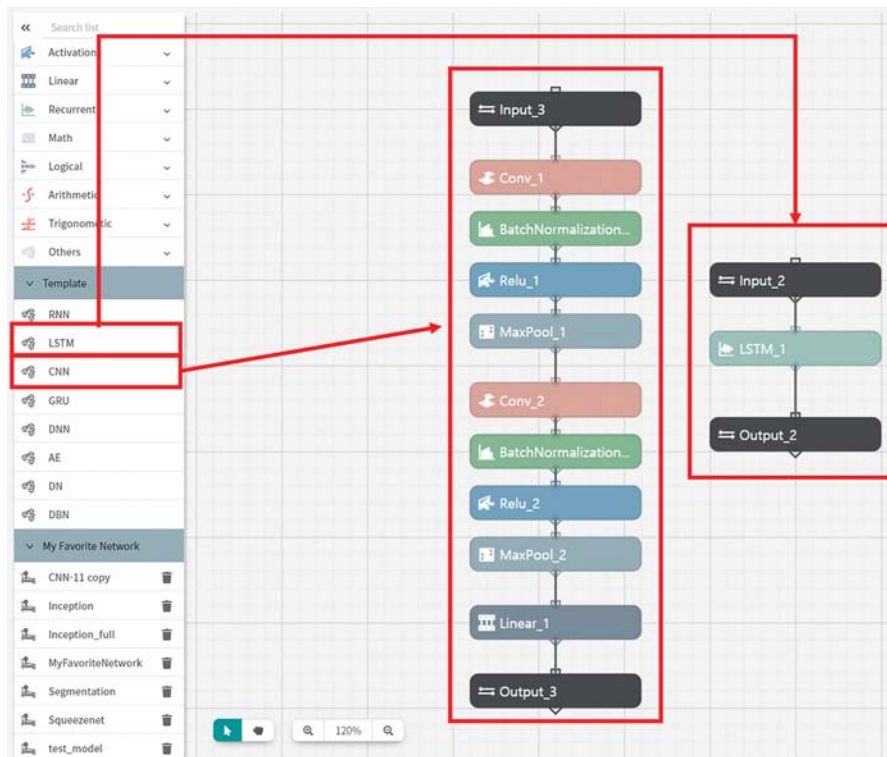 Search list
Activation
Linear
Recurrent
Math
Logical
Arithmetic
Trigonometric
Others
Template
RNN
LSTM
CNN
GRU
DNN
AE
DN
DBN
My Favorite Network
CNN-11 copy
Inception
Inception_full
MyFavoriteNetwork
Segmentation
Squeezenet
test_model
Input_3
Conv_1
BatchNormalization...
Relu_1
MaxPool_1
Conv_2
BatchNormalization...
Relu_2
MaxPool_2
Linear_1
Output_3
Input_2
LSTM_1
Output_2
120%